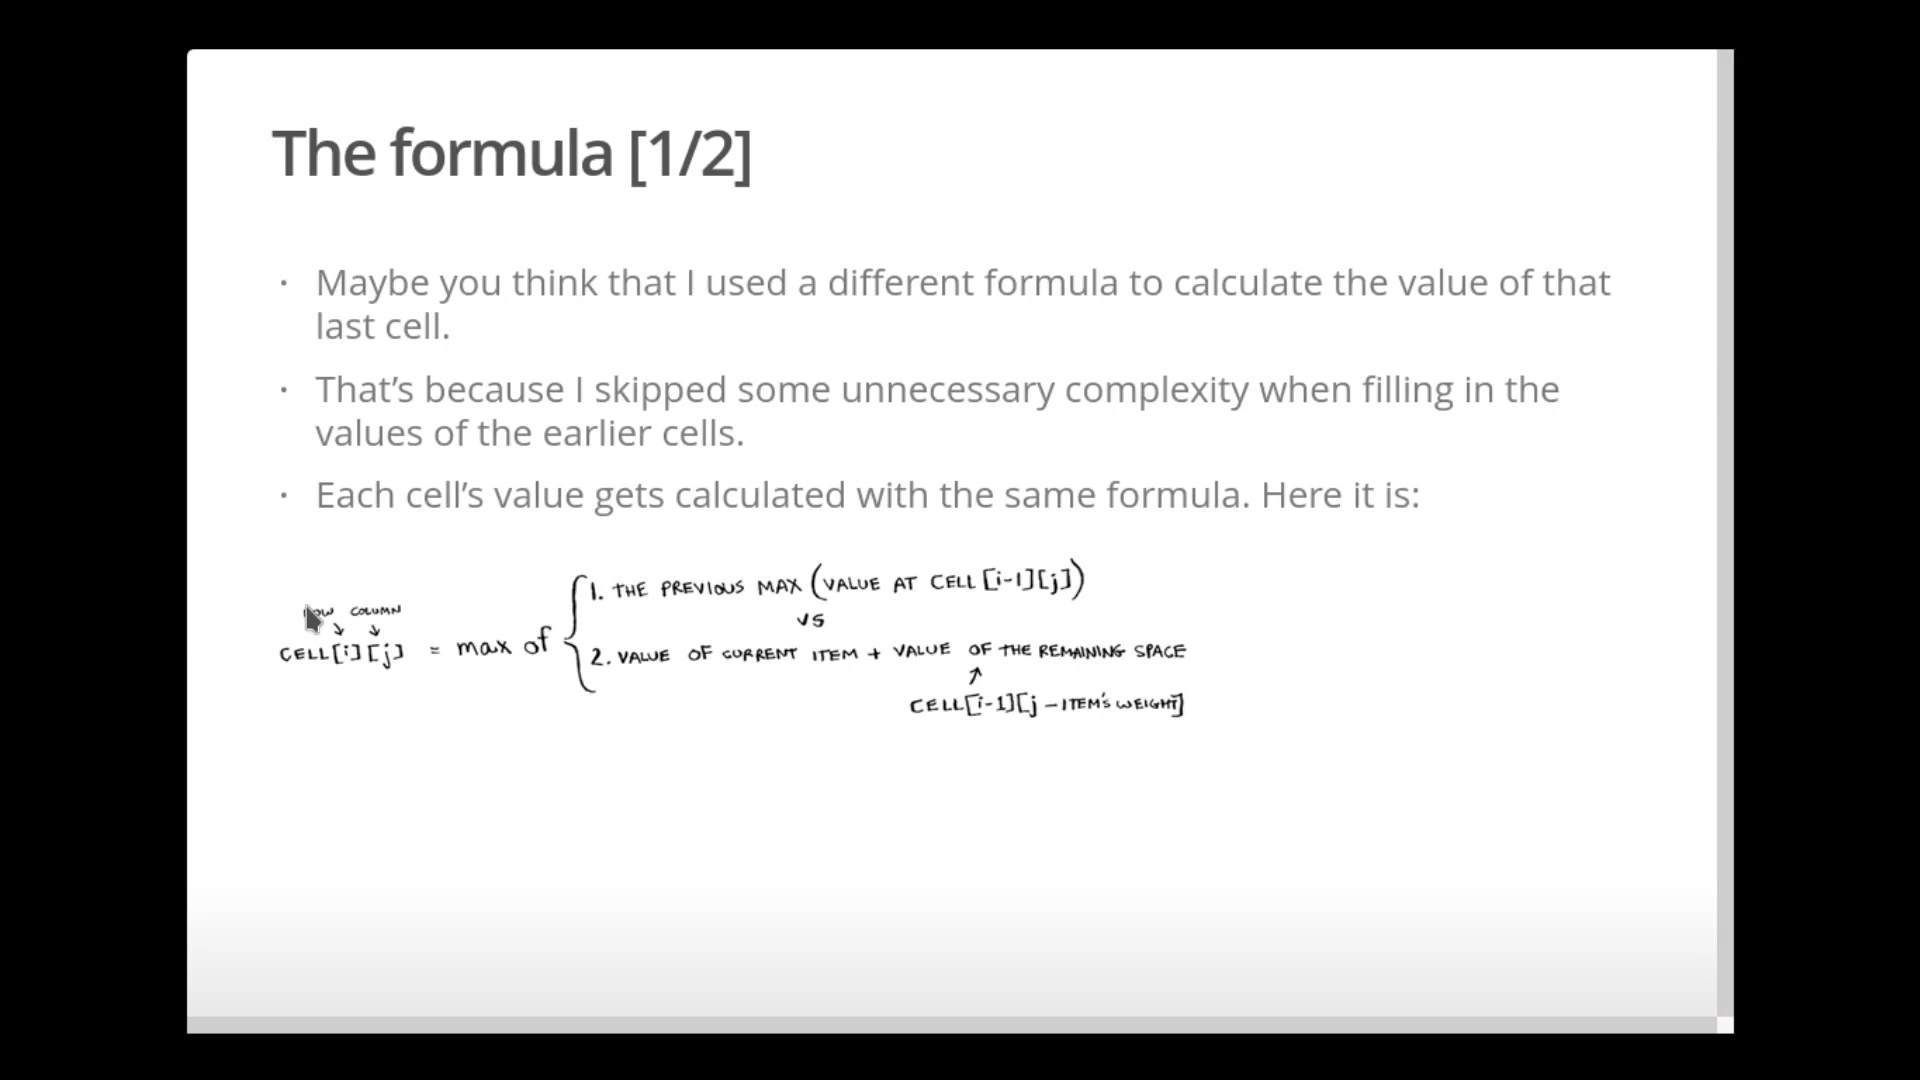 The formula [1/2]
· Maybe you think that I used a different formula to calculate the value of that
last cell.
· That’s because I skipped some unnecessary complexity when filling in the
values of the earlier cells.
· Each cell’s value gets calculated with the same formula. Here it is:
1. THE PREVIOUS MAX (VALUE AT CELL [i-1][j])
COLUMN
VS
CELL[i][j] = max of
2. VALUE OF CURRENT ITEM + VALUE OF THE REMAINING SPACE
CELL[i-1][j - ITEM'S WEIGHT]